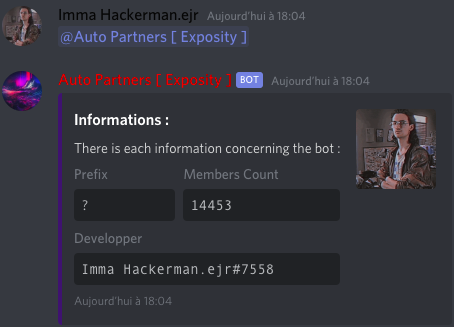 Imma Hackerman.ejr Aujourd'hui à 18:04
@Auto Partners [ Exposity ]
Auto Partners [ Exposity ] BOT Aujourd'hui à 18:04
Informations :
There is each information concerning the bot :
Prefix Members Count
? 14453
Developper
Imma Hackerman.ejr#7558
Aujourd'hui à 18:04